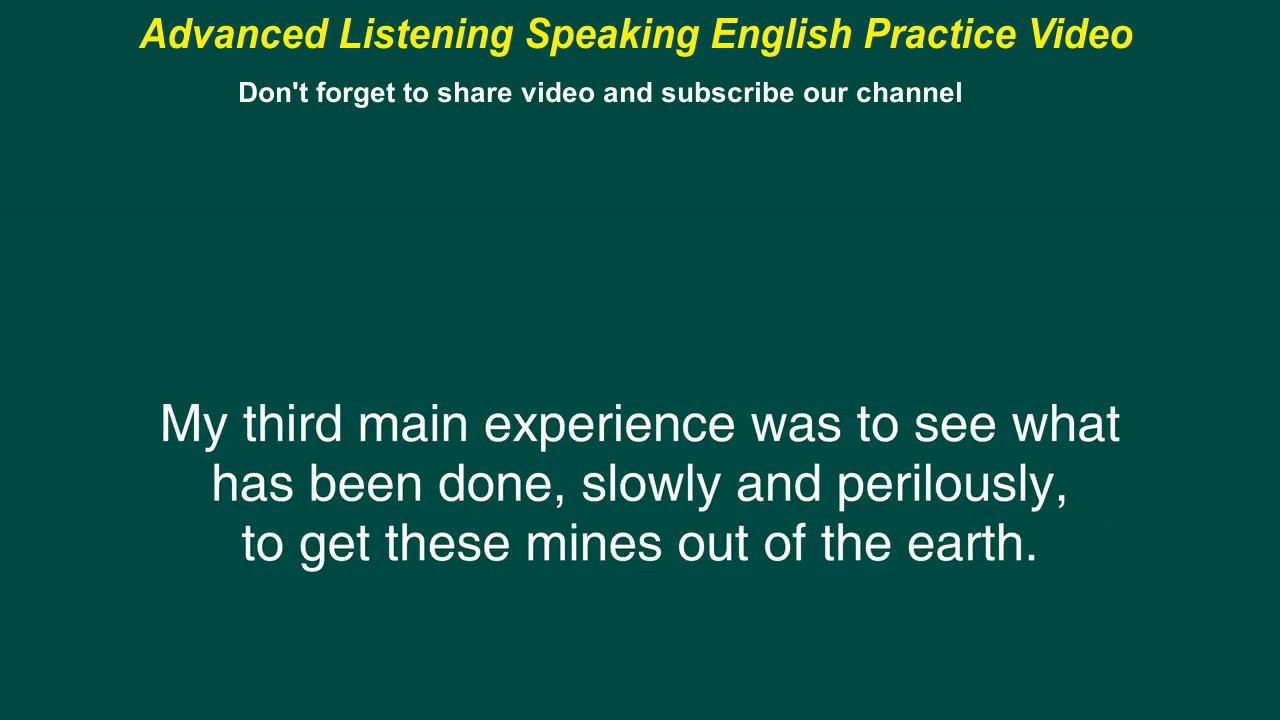 Advanced Listening Speaking English Practice Video
Don't forget to share video and subscribe our channel
My third main experience was to see what
has been done, slowly and perilously,
to get these mines out of the earth.